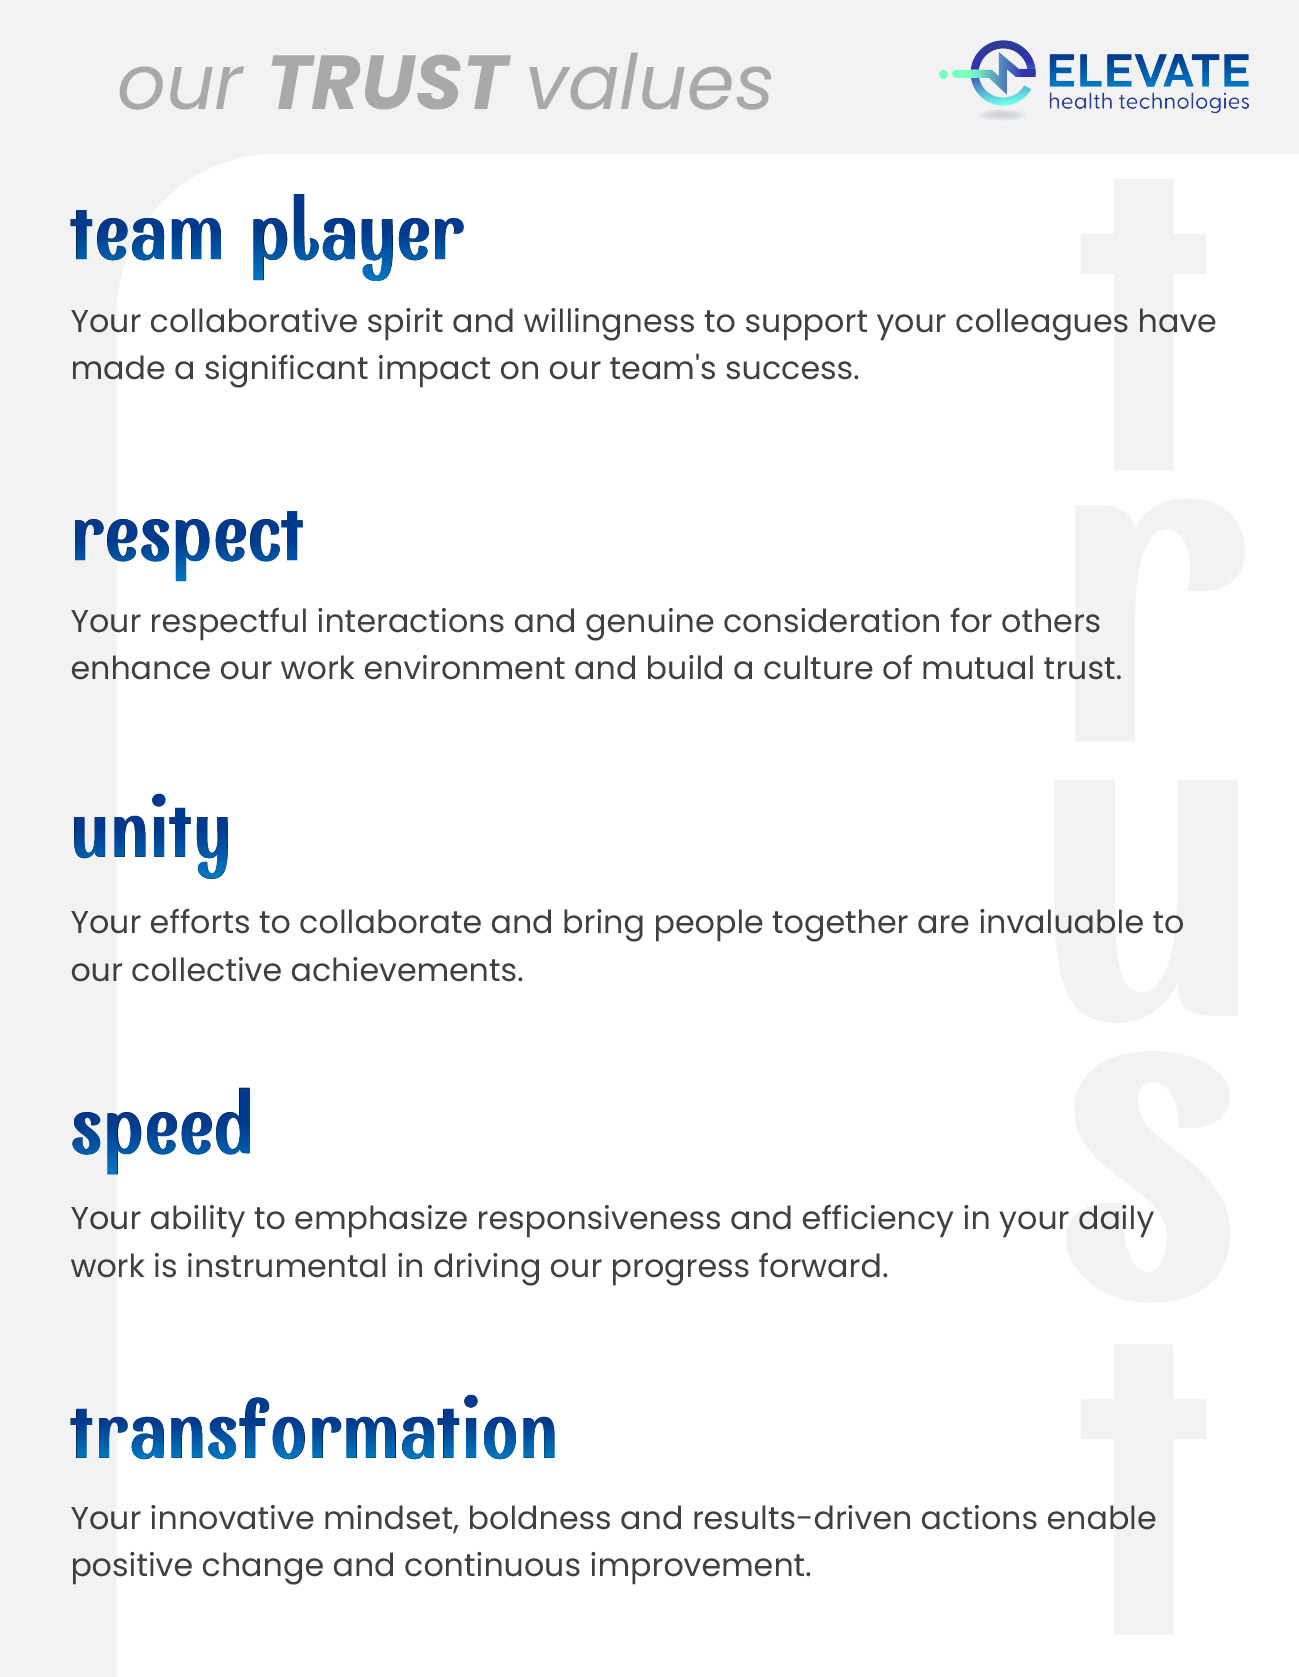 our TRUST values
ELEVATE
health technologies
team player
Your collaborative spirit and willingness to support your colleagues have
made a significant impact on our team's success.
respect
Your respectful interactions and genuine consideration for others
enhance our work environment and build a culture of mutual trust.
unity
Your efforts to collaborate and bring people together are invaluable to
our collective achievements.
speed
Your ability to emphasize responsiveness and efficiency in your daily
work is instrumental in driving our progress forward.
transformation
Your innovative mindset, boldness and results-driven actions enable
positive change and continuous improvement.
t
r
u
s
t